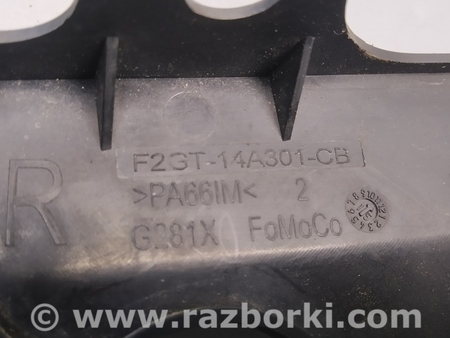 F2GT-14A301-CB
R >PA66IM< 2
G281X FoMoCo
© www.razborki.com